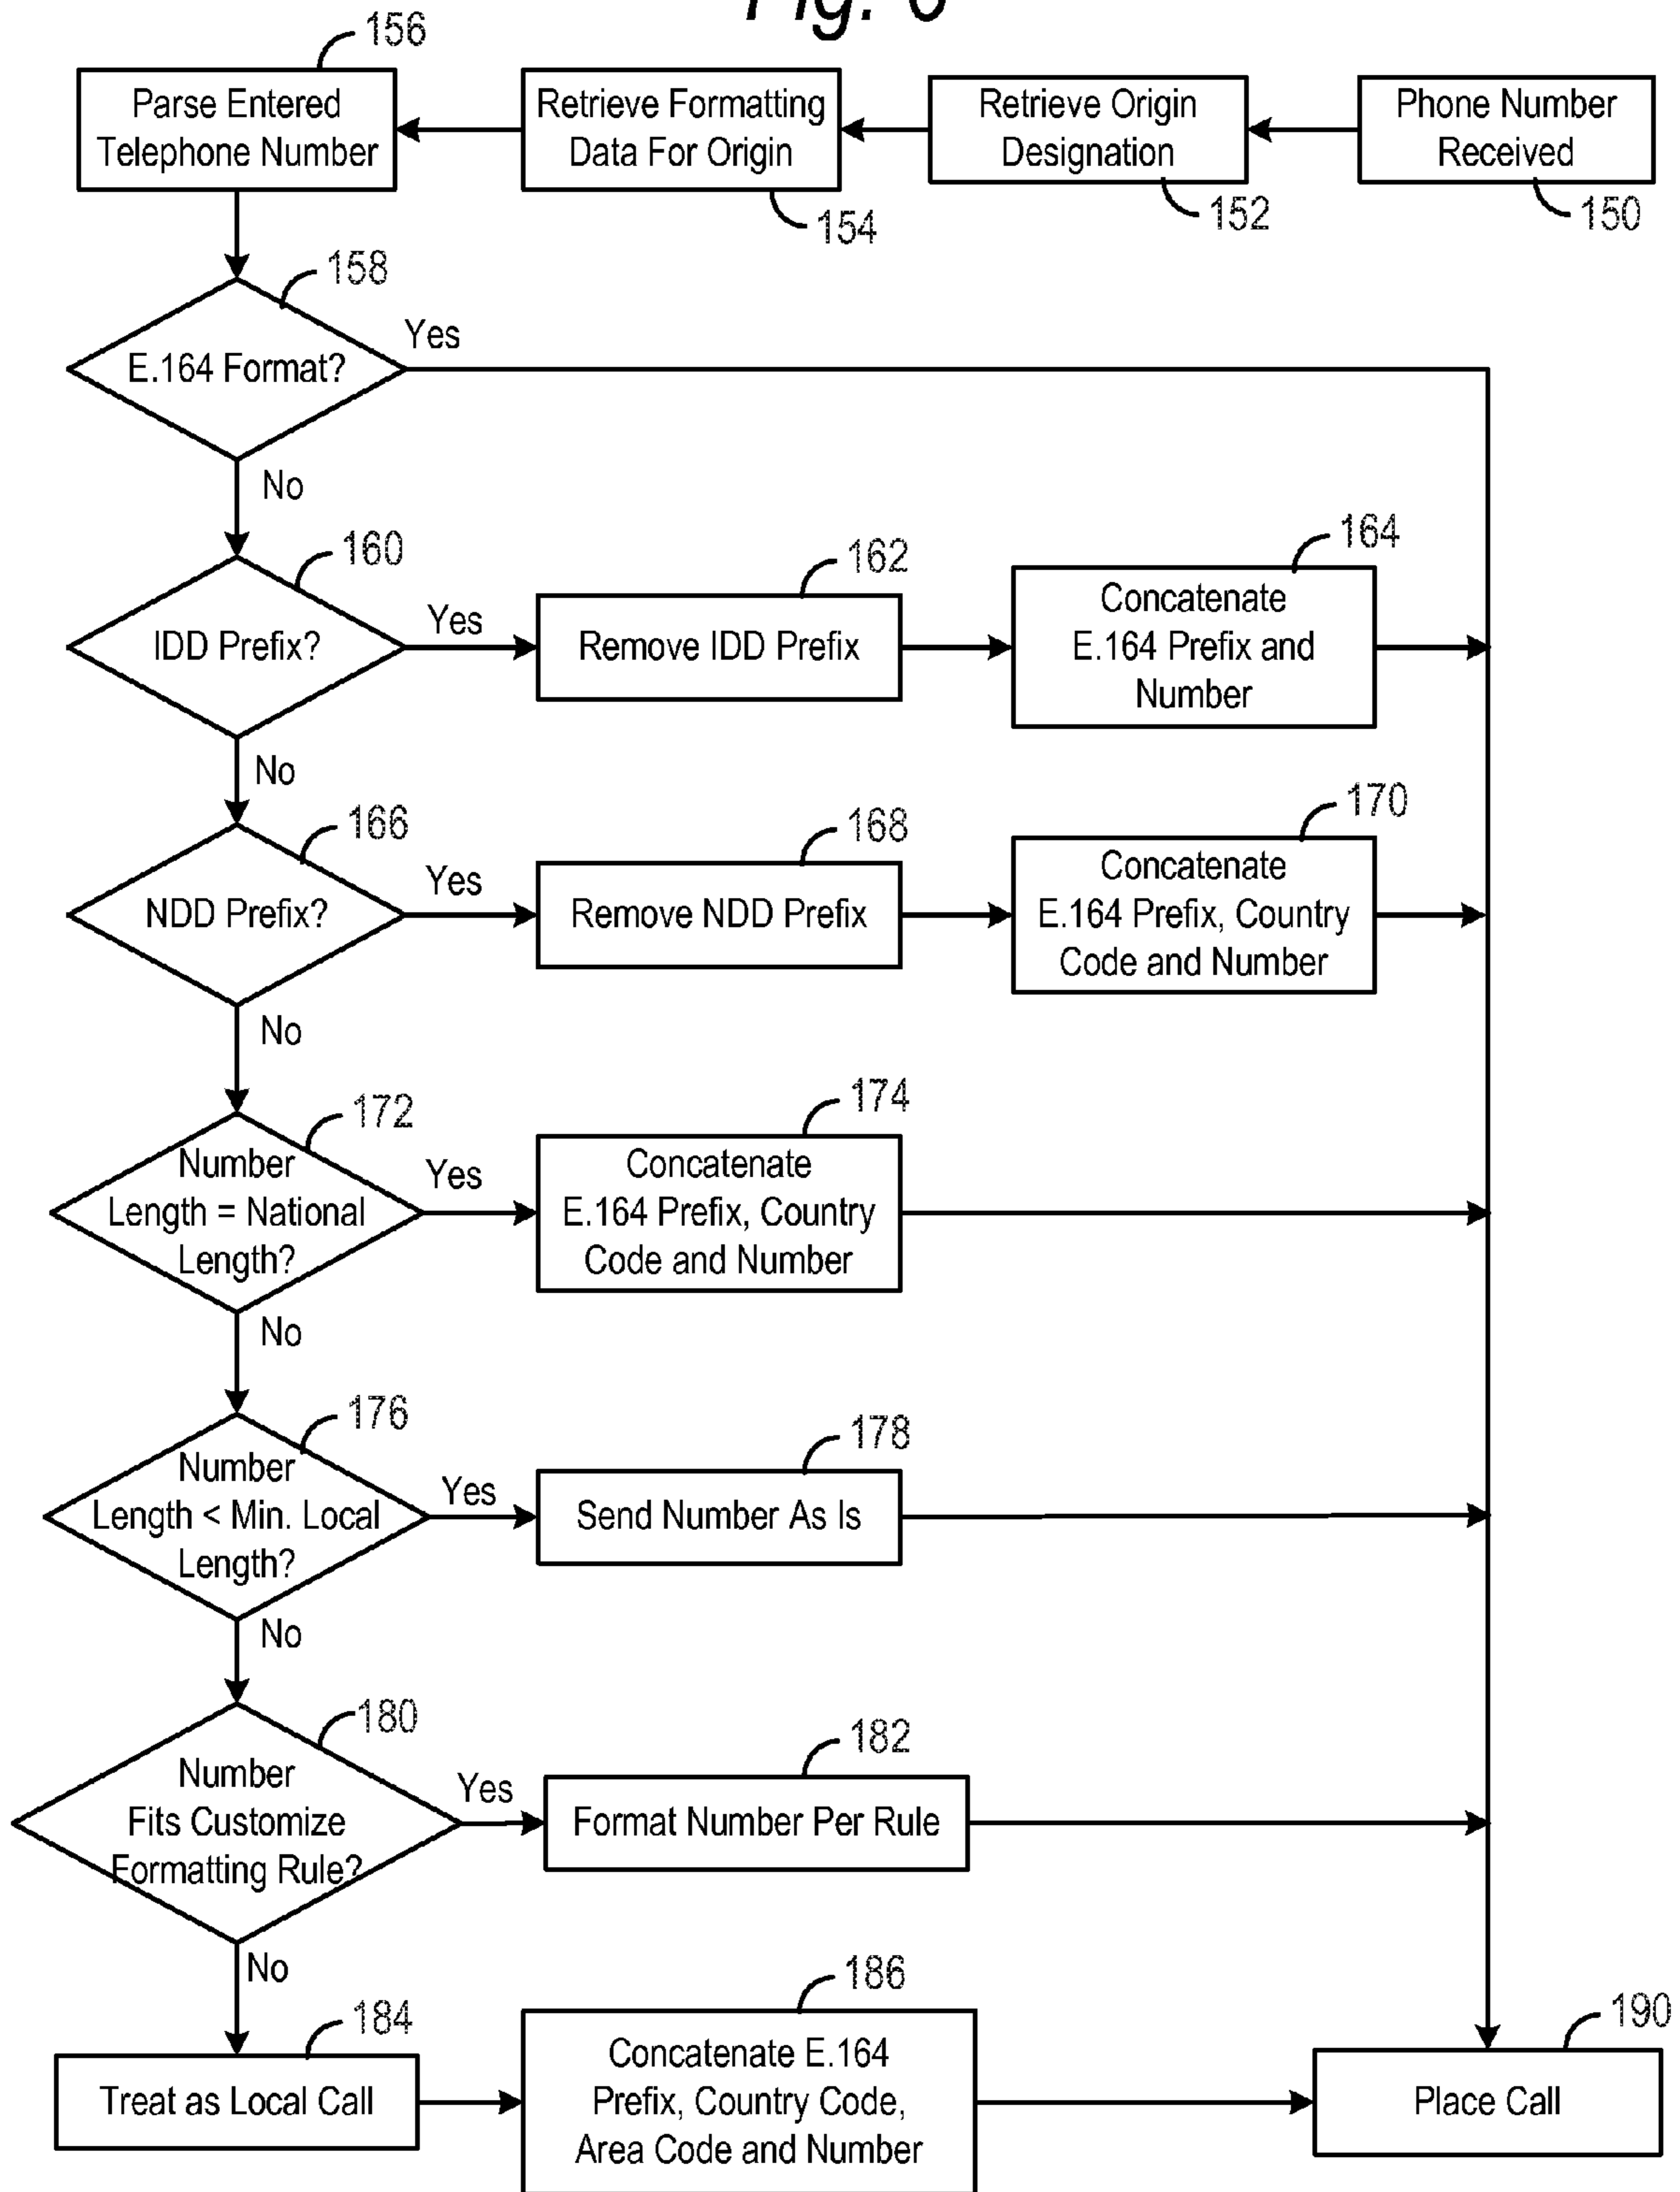 156
Parse Entered
Telephone Number
Retrieve Formatting
Data For Origin
154
Retrieve Origin
Designation
152
Phone Number
Received
150
158
E.164 Format?
Yes
No
160
IDD Prefix?
Yes
162
Remove IDD Prefix
164
Concatenate
E.164 Prefix and
Number
No
166
NDD Prefix?
Yes
168
Remove NDD Prefix
170
Concatenate
E.164 Prefix, Country
Code and Number
No
172
Number
Length = National
Length?
Yes
174
Concatenate
E.164 Prefix, Country
Code and Number
No
176
Number
Length < Min. Local
Length?
Yes
178
Send Number As Is
No
180
Number
Fits Customize
Formatting Rule?
Yes
182
Format Number Per Rule
No
184
Treat as Local Call
186
Concatenate E.164
Prefix, Country Code,
Area Code and Number
190
Place Call